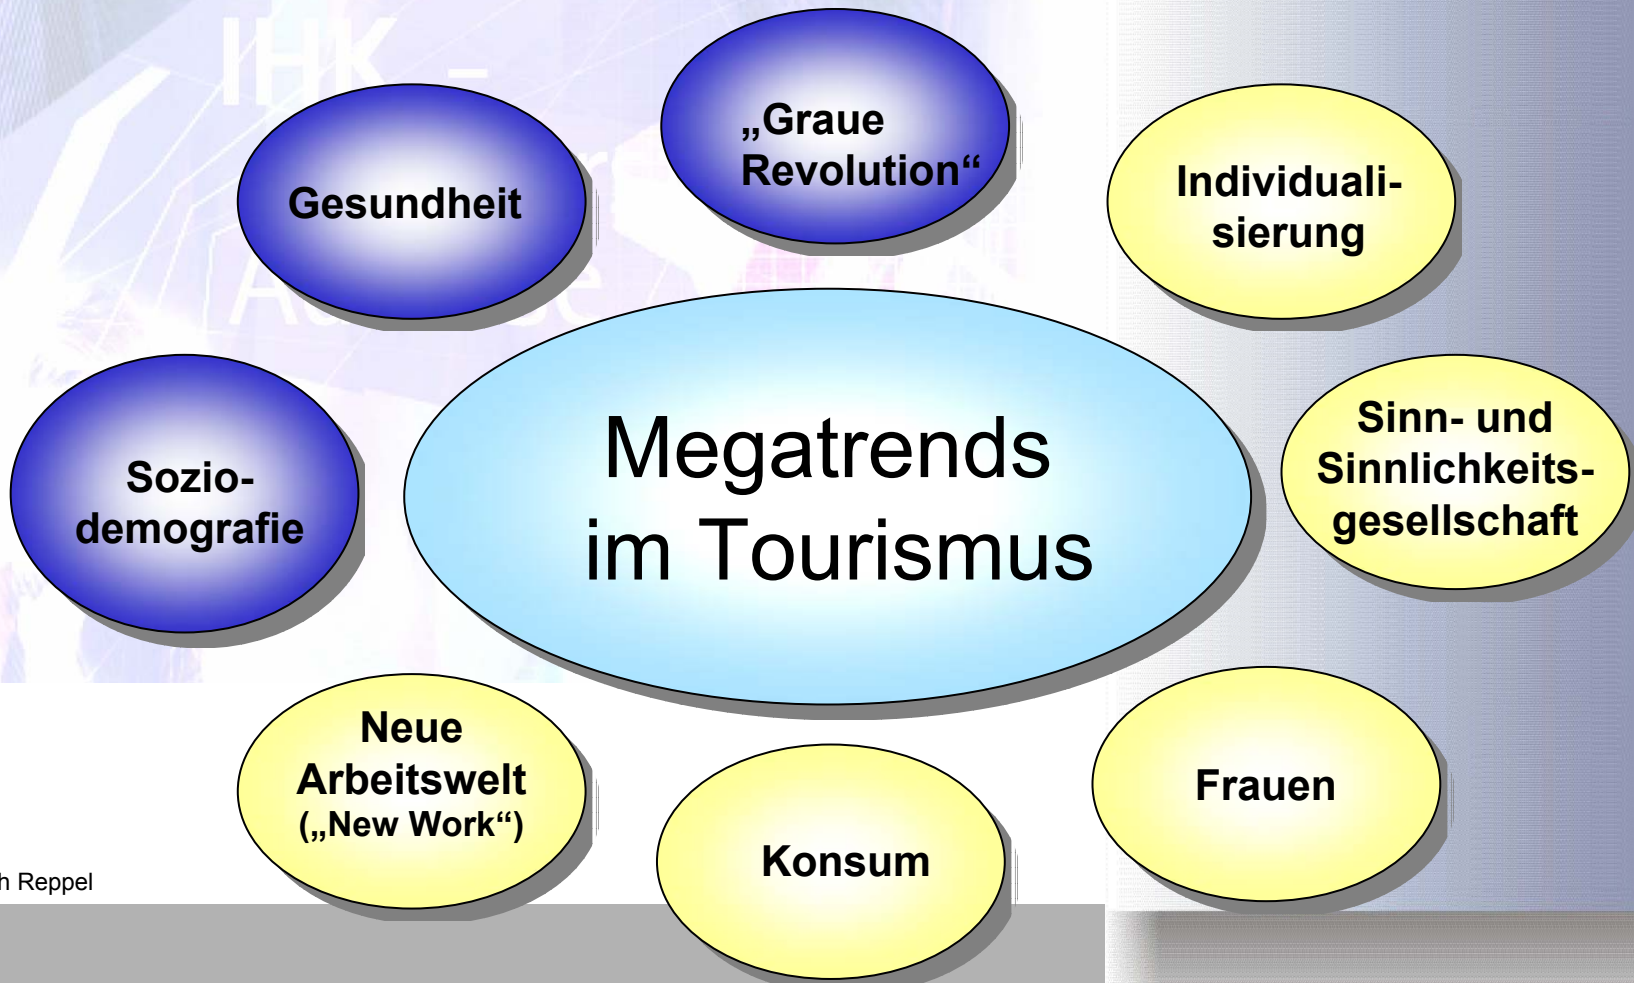 IHK -
„Graue
Revolution“
Gesundheit
Individuali-
sierung
Sozio-
demografie
Megatrends
im Tourismus
Sinn- und
Sinnlichkeits-
gesellschaft
Neue
Arbeitswelt
(„New Work“)
Konsum
Frauen
Reppel